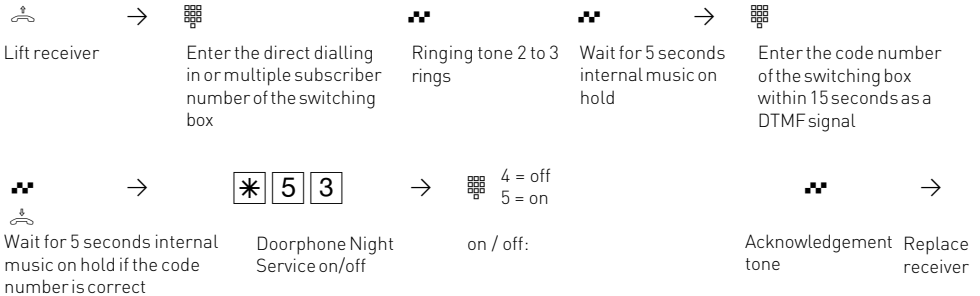 Lift receiver
Enter the direct dialling
in or multiple subscriber
number of the switching
box
Ringing tone 2 to 3
rings
Wait for 5 seconds
internal music on
hold
Enter the code number
of the switching box
within 15 seconds as a
DTMF signal
* 5 3
4 = off
5 = on
Wait for 5 seconds internal
music on hold if the code
number is correct
Doorphone Night
Service on/off
on / off:
Acknowledgement
tone
Replace
receiver